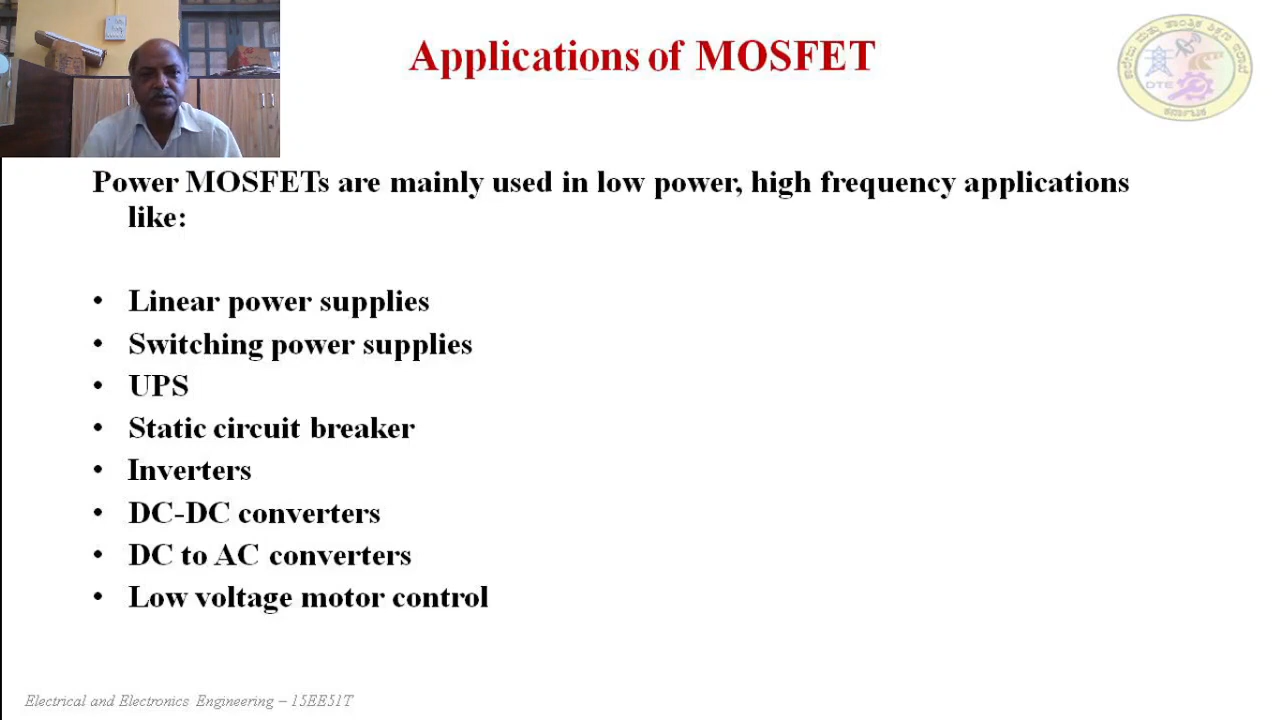 Applications of MOSFET
DTE
Power MOSFETs are mainly used in low power, high frequency applications
like:
• Linear power supplies
• Switching power supplies
• UPS
• Static circuit breaker
• Inverters
• DC-DC converters
• DC to AC converters
• Low voltage motor control
Electrical and Electronics Engineering – 15EE51T